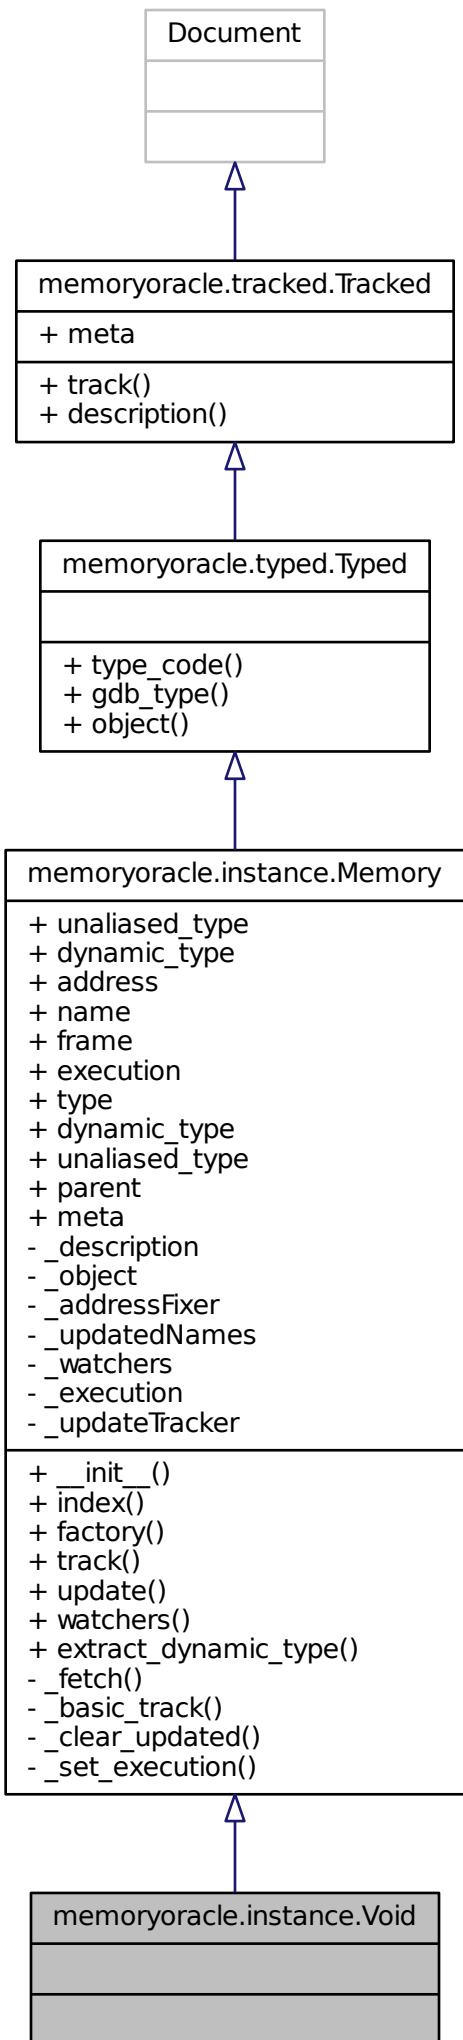 Document
memoryoracle.tracked.Tracked
+ meta
+ track()
+ description()
memoryoracle.typed.Typed
+ type_code()
+ gdb_type()
+ object()
memoryoracle.instance.Memory
+ unaliased_type
+ dynamic_type
+ address
+ name
+ frame
+ execution
+ type
+ dynamic_type
+ unaliased_type
+ parent
+ meta
- _description
- _object
- _addressFixer
- _updatedNames
- _watchers
- _execution
- _updateTracker
+ __init__()
+ index()
+ factory()
+ track()
+ update()
+ watchers()
+ extract_dynamic_type()
- _fetch()
- _basic_track()
- _clear_updated()
- _set_execution()
memoryoracle.instance.Void